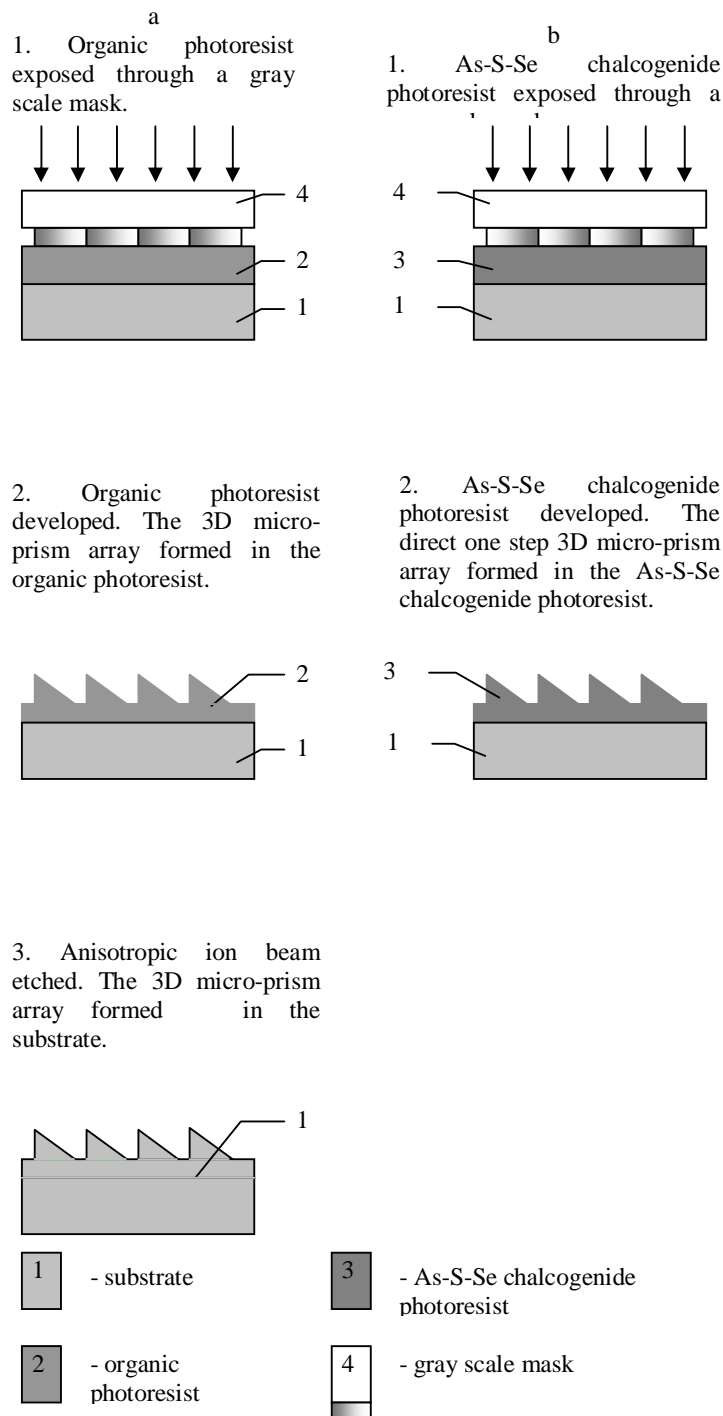 a
1. Organic photoresist
exposed through a gray
scale mask.
4
2
1
2. Organic photoresist
developed. The 3D micro-
prism array formed in the
organic photoresist.
2
1
3. Anisotropic ion beam
etched. The 3D micro-prism
array formed in the
substrate.
1
b
1. As-S-Se chalcogenide
photoresist exposed through a
4
3
1
2. As-S-Se chalcogenide
photoresist developed. The
direct one step 3D micro-prism
array formed in the As-S-Se
chalcogenide photoresist.
3
1
1 - substrate
2 - organic
photoresist
3 - As-S-Se chalcogenide
photoresist
4 - gray scale mask